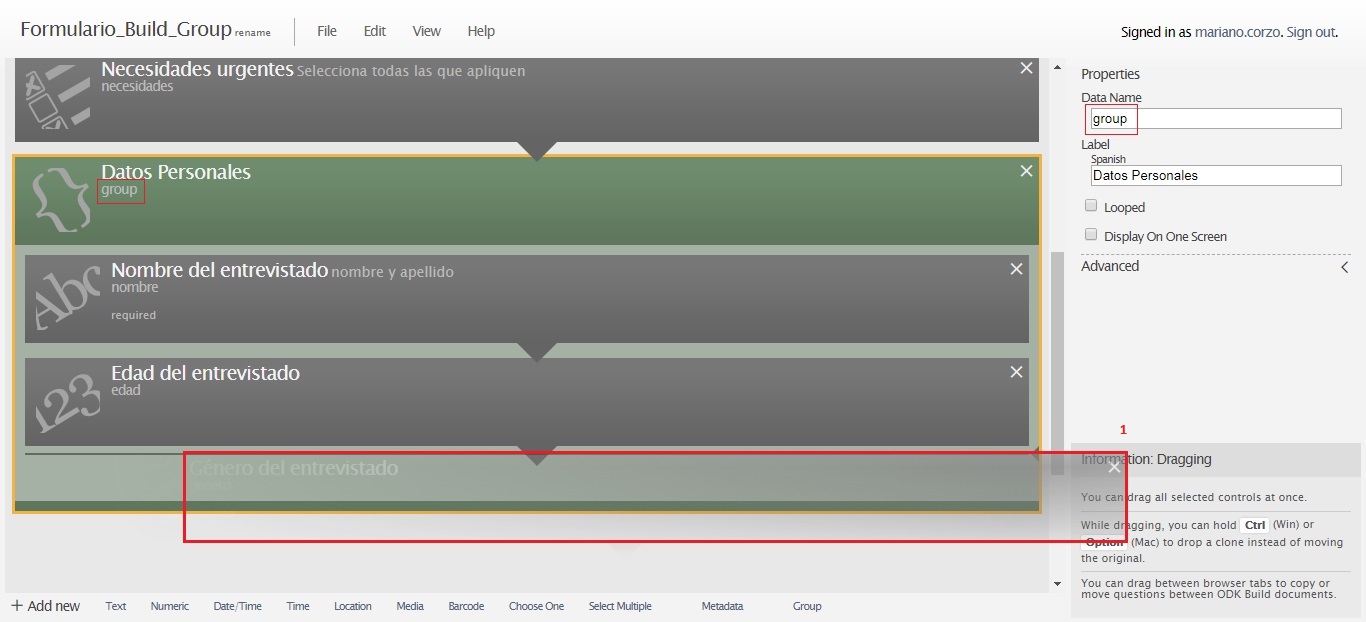 Formulario_Build_Group rename
File Edit View Help
Signed in as mariano.corzo. Sign out.
Necesidades urgentes Selecciona todas las que apliquen
necesidades
Datos Personales
group
Abc
Nombre del entrevistado nombre y apellido
nombre
required
123
Edad del entrevistado
edad
Género del entrevistado
Properties
Data Name
group
Label
Spanish
Datos Personales
Looped
Display On One Screen
Advanced
1
Information: Dragging
You can drag all selected controls at once.
While dragging, you can hold Ctrl (Win) or
Option (Mac) to drop a clone instead of moving
the original.
You can drag between browser tabs to copy or
move questions between ODK Build documents.
+ Add new Text Numeric Date/Time Time Location Media Barcode Choose One Select Multiple Metadata Group